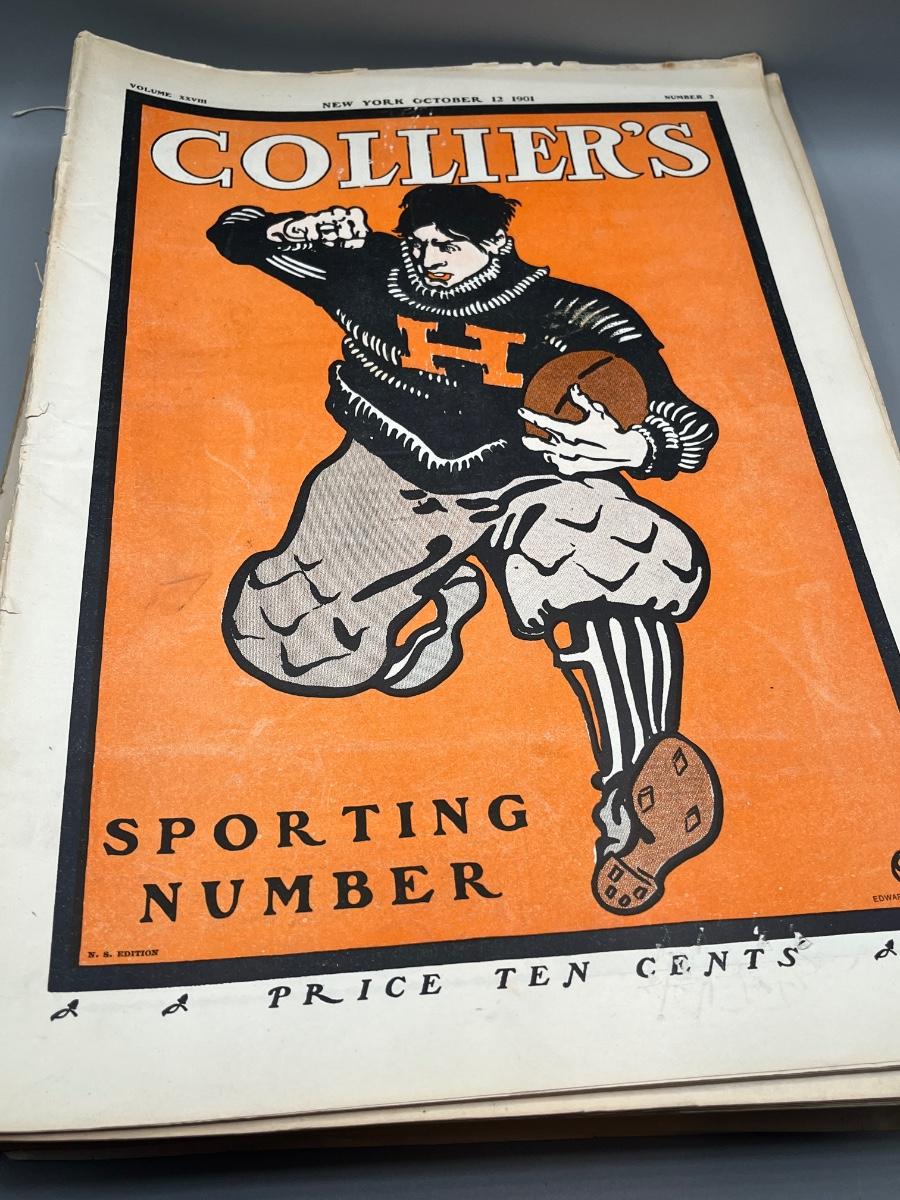 VOLUME XXVIII
NEW YORK OCTOBER 12 1901
NUMBER 2
COLLIER'S
H
SPORTING
NUMBER
N. S. EDITION
PRICE TEN CENTS